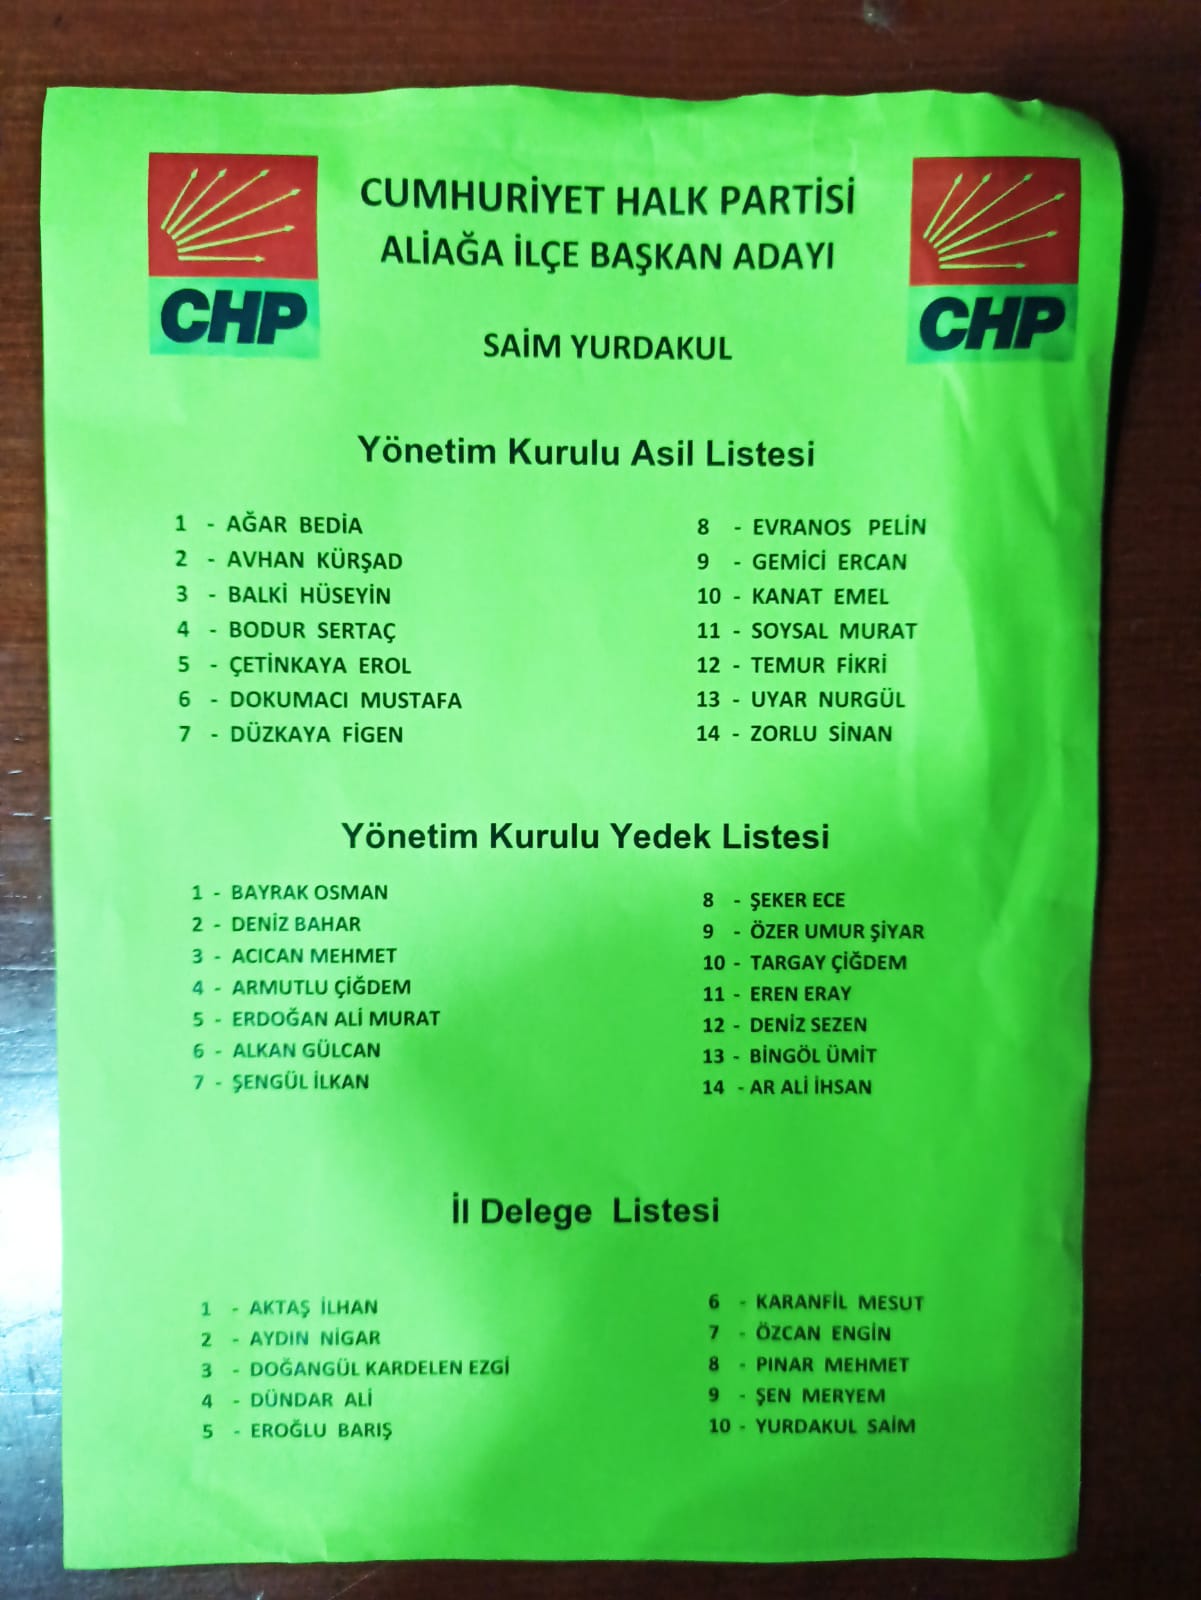 CUMHURİYET HALK PARTİSİ
ALİAĞA İLÇE BAŞKAN ADAYI
CHP
CHP
SAİM YURDAKUL
Yönetim Kurulu Asil Listesi
1 - AĞAR BEDİA
2 - AVHAN KÜRŞAD
3 - BALKİ HÜSEYİN
4 - BODUR SERTAÇ
5 - ÇETİNKAYA EROL
6 - DOKUMACI MUSTAFA
7 - DÜZKAYA FİGEN
8 - EVRANOS PELİN
9 - GEMİCİ ERCAN
10 - KANAT EMEL
11 - SOYSAL MURAT
12 - TEMUR FİKRİ
13 - UYAR NURGÜL
14 - ZORLU SİNAN
Yönetim Kurulu Yedek Listesi
1 - BAYRAK OSMAN
2 - DENİZ BAHAR
3 - ACICAN MEHMET
4 - ARMUTLU ÇİĞDEM
5 - ERDOĞAN ALİ MURAT
6 - ALKAN GÜLCAN
7 - ŞENGÜL İLKAN
8 - ŞEKER ECE
9 - ÖZER UMUR ŞİYAR
10 - TARGAY ÇİĞDEM
11 - EREN ERAY
12 - DENİZ SEZEN
13 - BİNGÖL ÜMİT
14 - AR ALİ İHSAN
İl Delege Listesi
1 - AKTAŞ İLHAN
2 - AYDIN NİGAR
3 - DOĞANGÜL KARDELEN EZGİ
4 - DÜNDAR ALİ
5 - EROĞLU BARIŞ
6 - KARANFİL MESUT
7 - ÖZCAN ENGİN
8 - PINAR MEHMET
9 - ŞEN MERYEM
10 - YURDAKUL SAİM